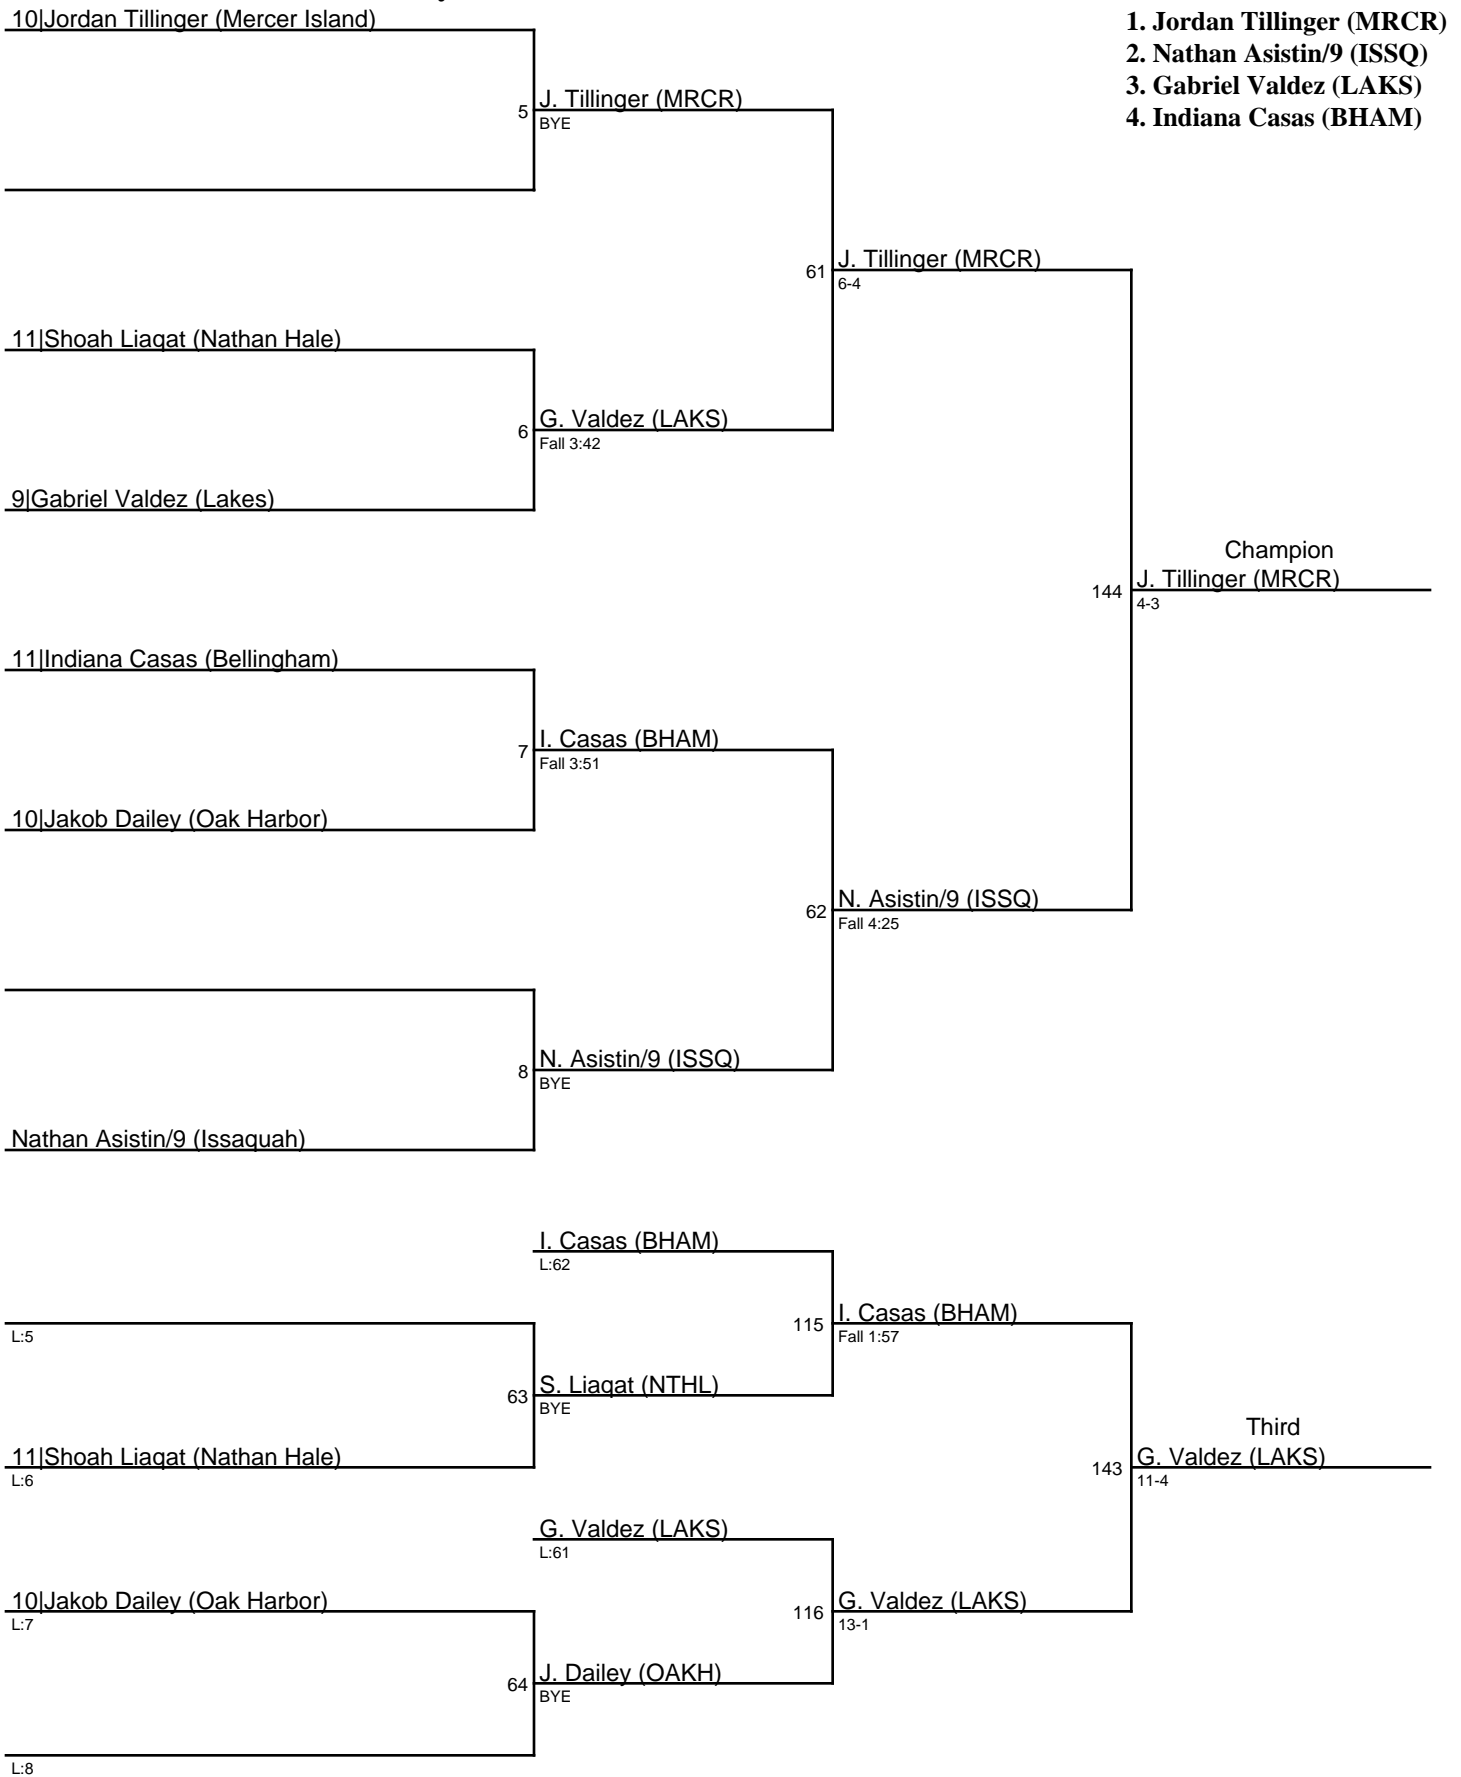 10|Jordan Tillinger (Mercer Island)
1. Jordan Tillinger (MRCR)
2. Nathan Asistin/9 (ISSQ)
3. Gabriel Valdez (LAKS)
4. Indiana Casas (BHAM)
5
J. Tillinger (MRCR)
BYE
61
J. Tillinger (MRCR)
6-4
11|Shoah Liaqat (Nathan Hale)
6
G. Valdez (LAKS)
Fall 3:42
9|Gabriel Valdez (Lakes)
Champion
144
J. Tillinger (MRCR)
4-3
11|Indiana Casas (Bellingham)
7
I. Casas (BHAM)
Fall 3:51
10|Jakob Dailey (Oak Harbor)
62
N. Asistin/9 (ISSQ)
Fall 4:25
8
N. Asistin/9 (ISSQ)
BYE
Nathan Asistin/9 (Issaquah)
I. Casas (BHAM)
L:62
L:5
115
I. Casas (BHAM)
Fall 1:57
63
S. Liaqat (NTHL)
BYE
11|Shoah Liaqat (Nathan Hale)
L:6
Third
143
G. Valdez (LAKS)
11-4
G. Valdez (LAKS)
L:61
10|Jakob Dailey (Oak Harbor)
L:7
116
G. Valdez (LAKS)
13-1
64
J. Dailey (OAKH)
BYE
L:8